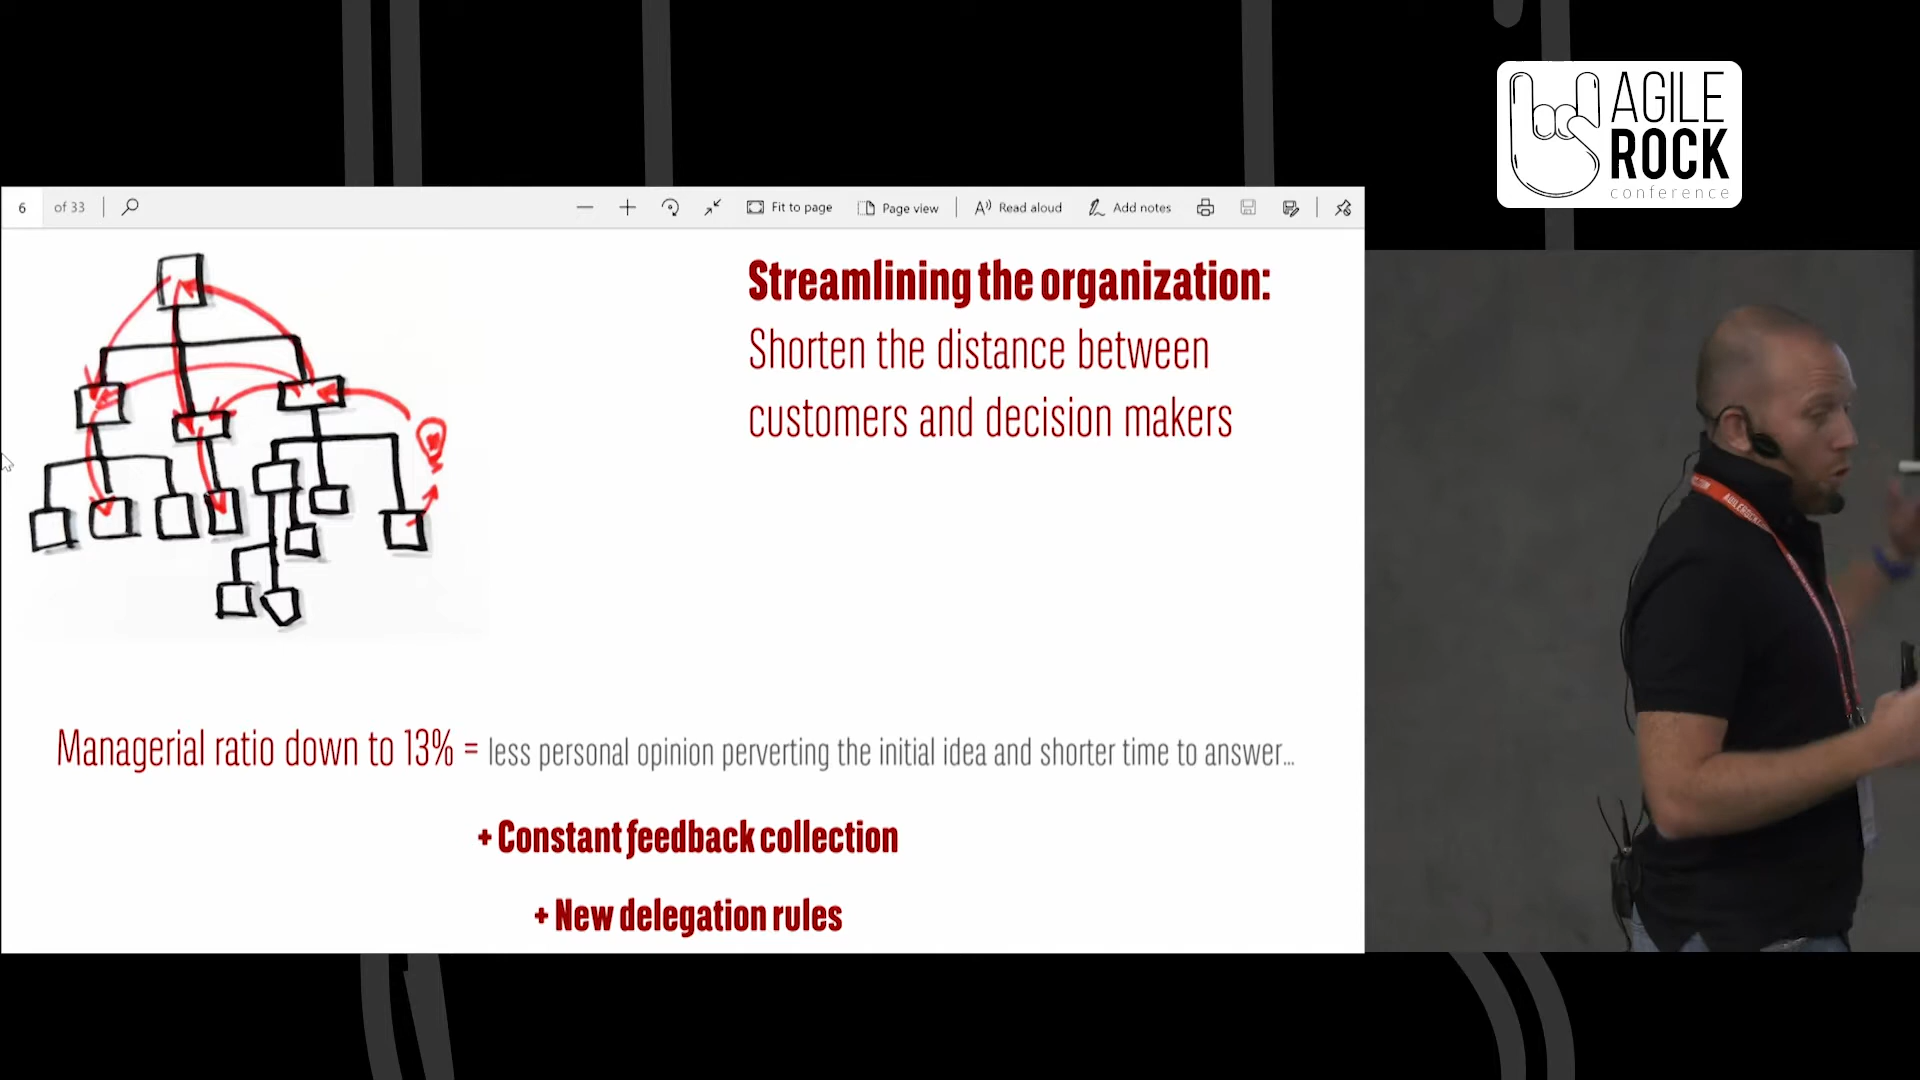 AGILE
ROCK
conference
6 of 33
Fit to page
Page view
Read aloud
Add notes
Streamlining the organization:
Shorten the distance between
customers and decision makers
Managerial ratio down to 13% = less personal opinion perverting the initial idea and shorter time to answer...
+ Constant feedback collection
+ New delegation rules